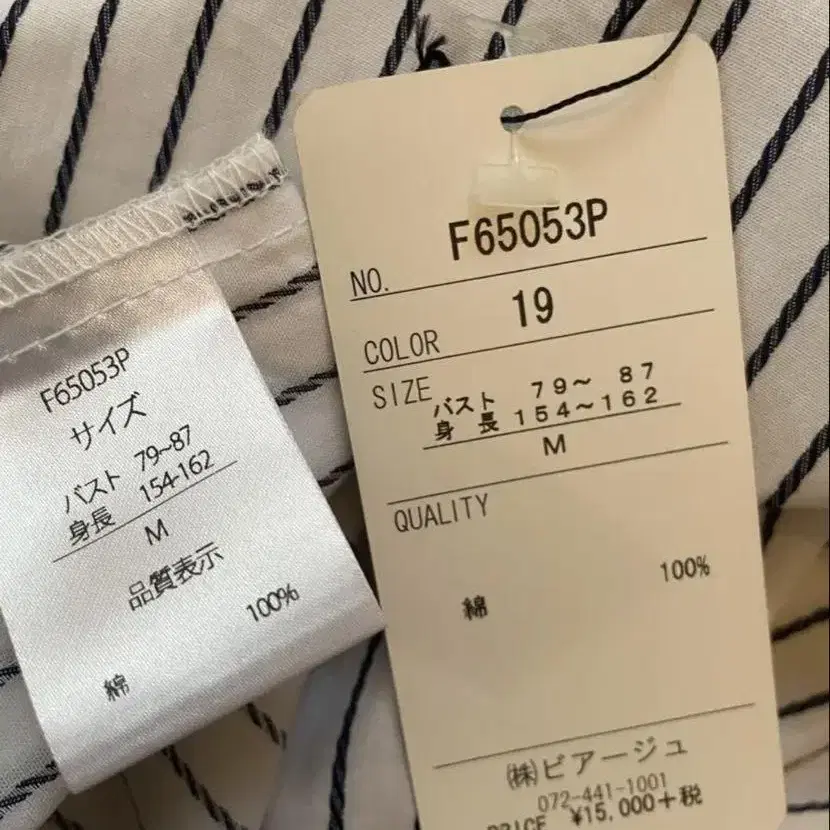 F65053P
サイズ
バスト 79~87
身長 154-162
M
品質表示
100%
綿
NO. F65053P
COLOR 19
SIZE バスト 79～ 87
身 長 154～162
M
QUALITY
綿 100%
㈱ビアージュ
072-441-1001
PRICE ¥15,000+税